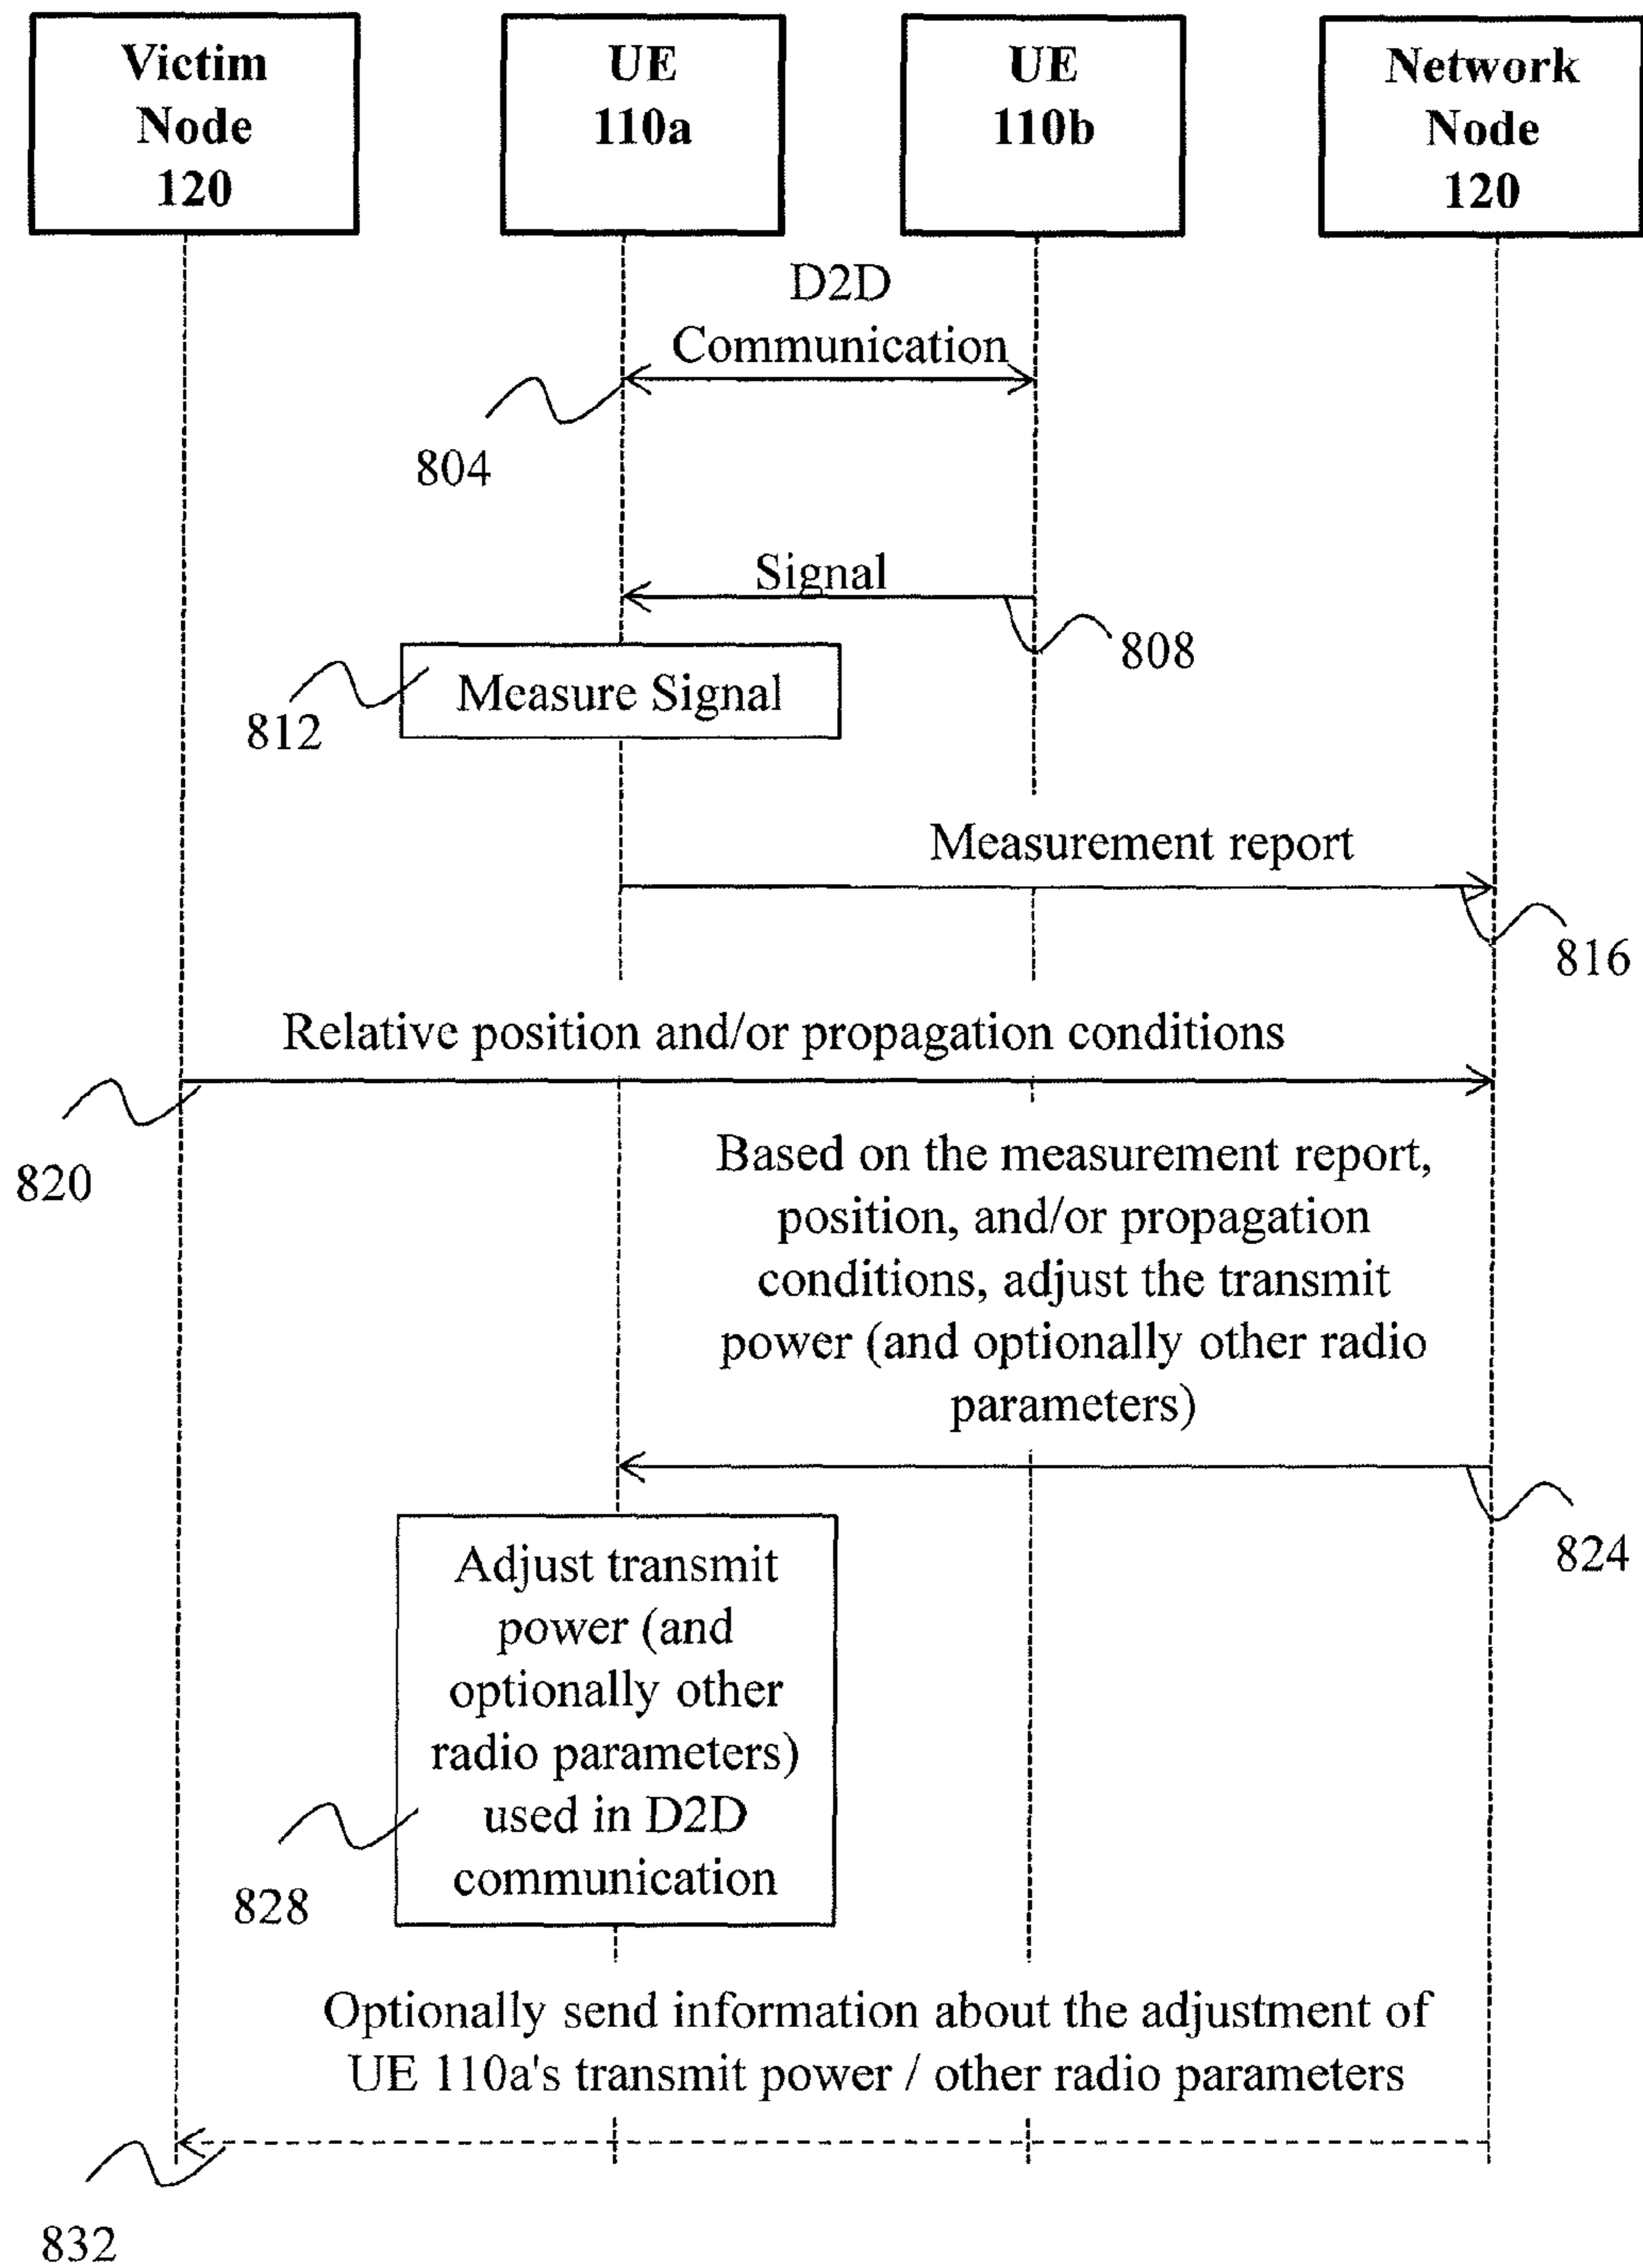 Victim
Node
120
UE
110a
UE
110b
Network
Node
120
D2D
Communication
804
Signal
808
Measure Signal
812
Measurement report
816
Relative position and/or propagation conditions
820
Based on the measurement report,
position, and/or propagation
conditions, adjust the transmit
power (and optionally other radio
parameters)
824
Adjust transmit
power (and
optionally other
radio parameters)
used in D2D
communication
828
Optionally send information about the adjustment of
UE 110a's transmit power / other radio parameters
832